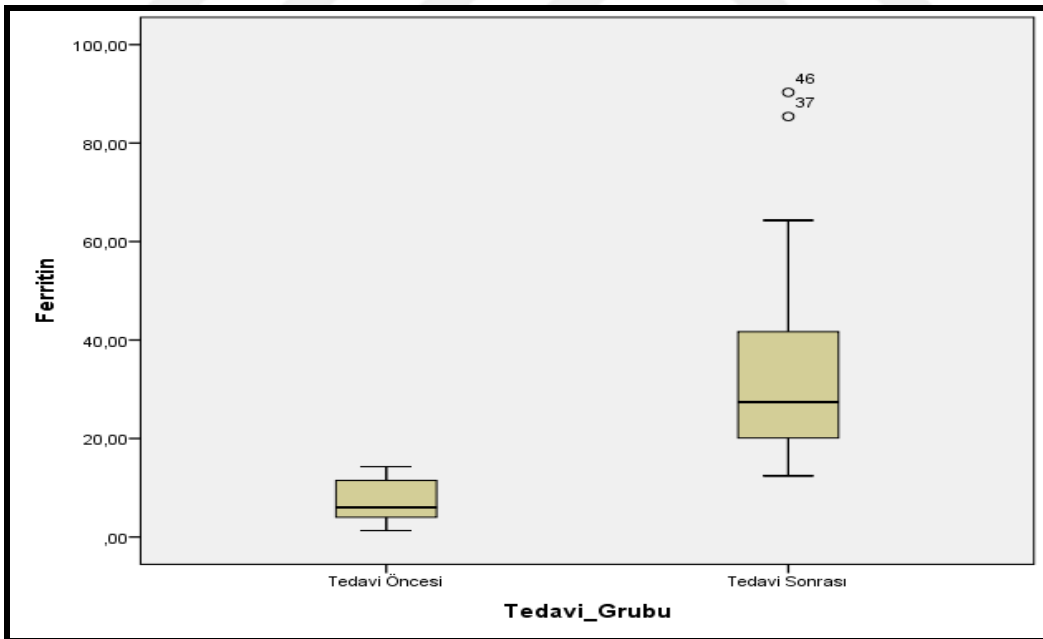 100,00
46
37
80,00
60,00
Ferritin
40,00
20,00
,00
Tedavi Öncesi
Tedavi Sonrası
Tedavi_Grubu